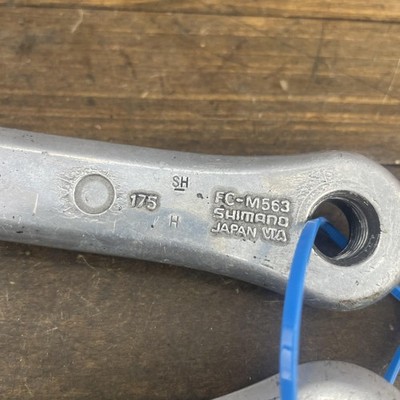 SH
175
H
FC-M563
SHIMANO
JAPAN VIA